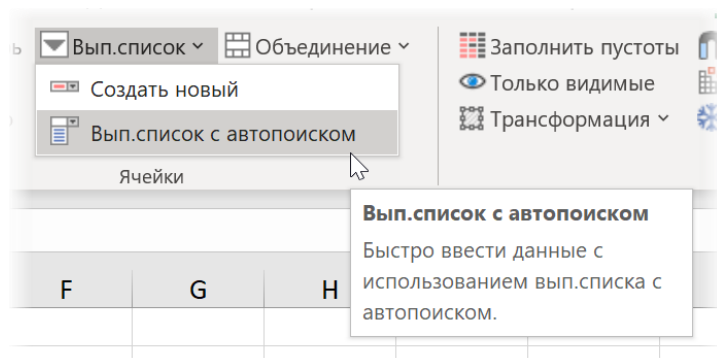 Вып.список
Объединение
Заполнить пустоты
Создать новый
Только видимые
Вып.список с автопоиском
Трансформация
Ячейки
Вып.список с автопоиском
Быстро ввести данные с
использованием вып.списка с
автопоиском.
F G H